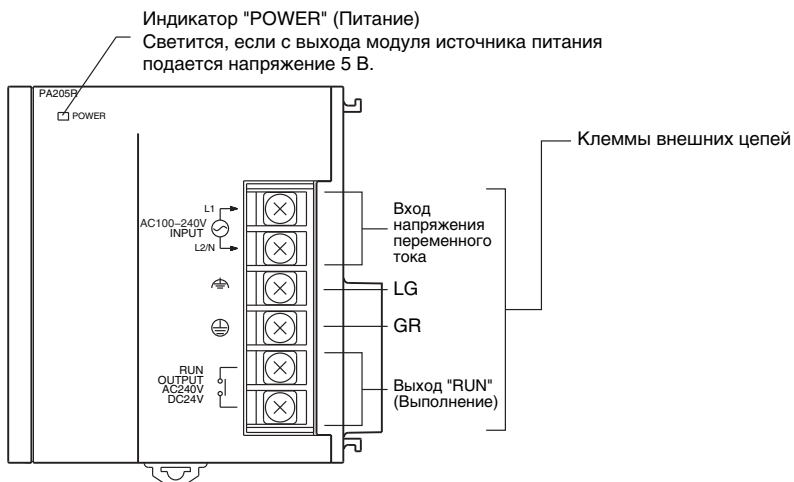 Индикатор "POWER" (Питание)
Светится, если с выхода модуля источника питания
подается напряжение 5 В.
PA205R
POWER
Клеммы внешних цепей
L1
AC100–240V
INPUT
L2/N
Вход
напряжения
переменного
тока
LG
GR
RUN
OUTPUT
AC240V
DC24V
Выход "RUN"
(Выполнение)